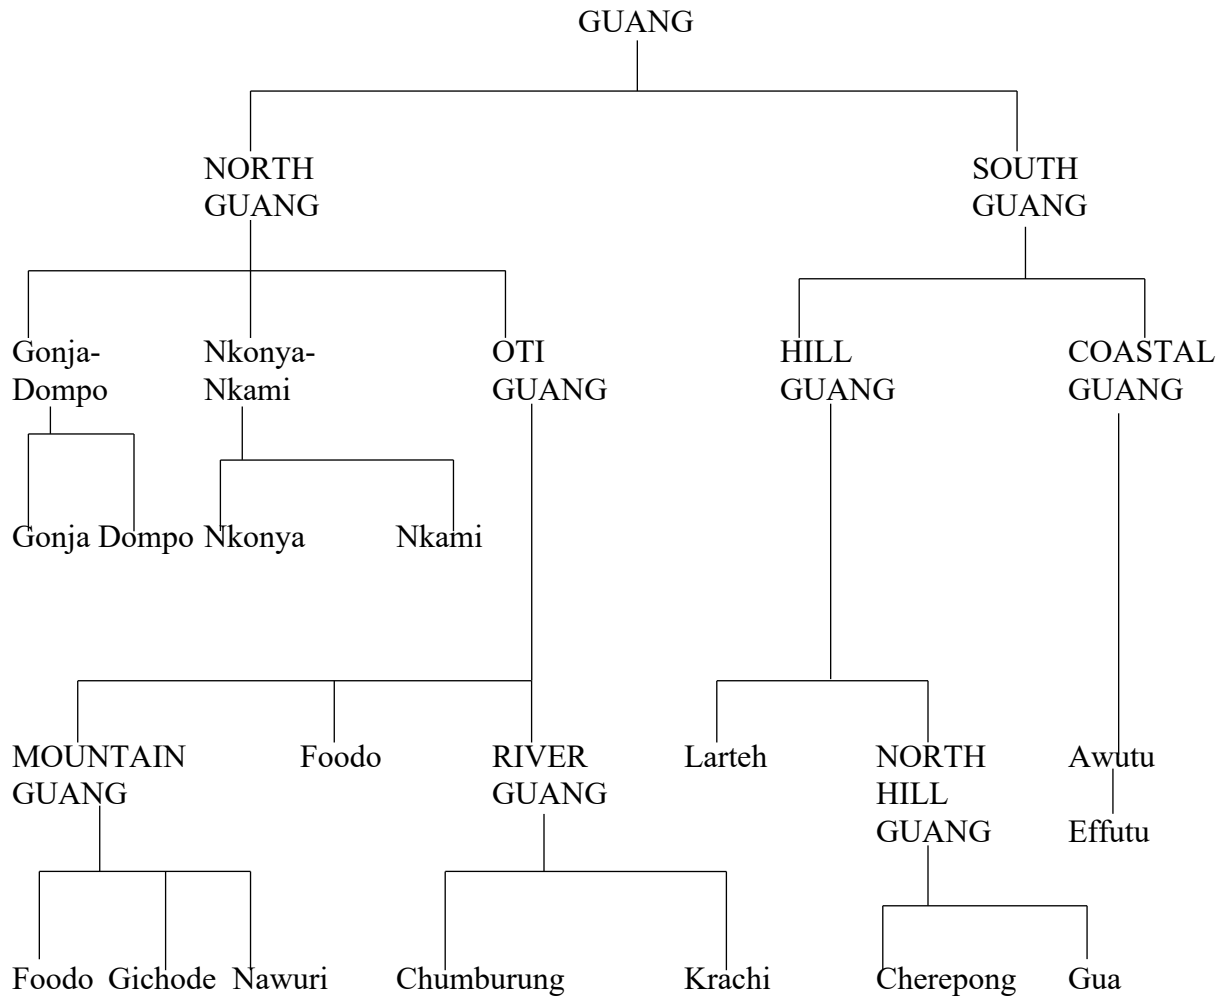 GUANG
NORTH
GUANG
SOUTH
GUANG
Gonja-
Dompo
Nkonya-
Nkami
OTI
GUANG
HILL
GUANG
COASTAL
GUANG
Gonja
Dompo
Nkonya
Nkami
MOUNTAIN
GUANG
Foodo
RIVER
GUANG
Larteh
NORTH
HILL
GUANG
Awutu
Effutu
Foodo
Gichode
Nawuri
Chumburung
Krachi
Cherepong
Gua